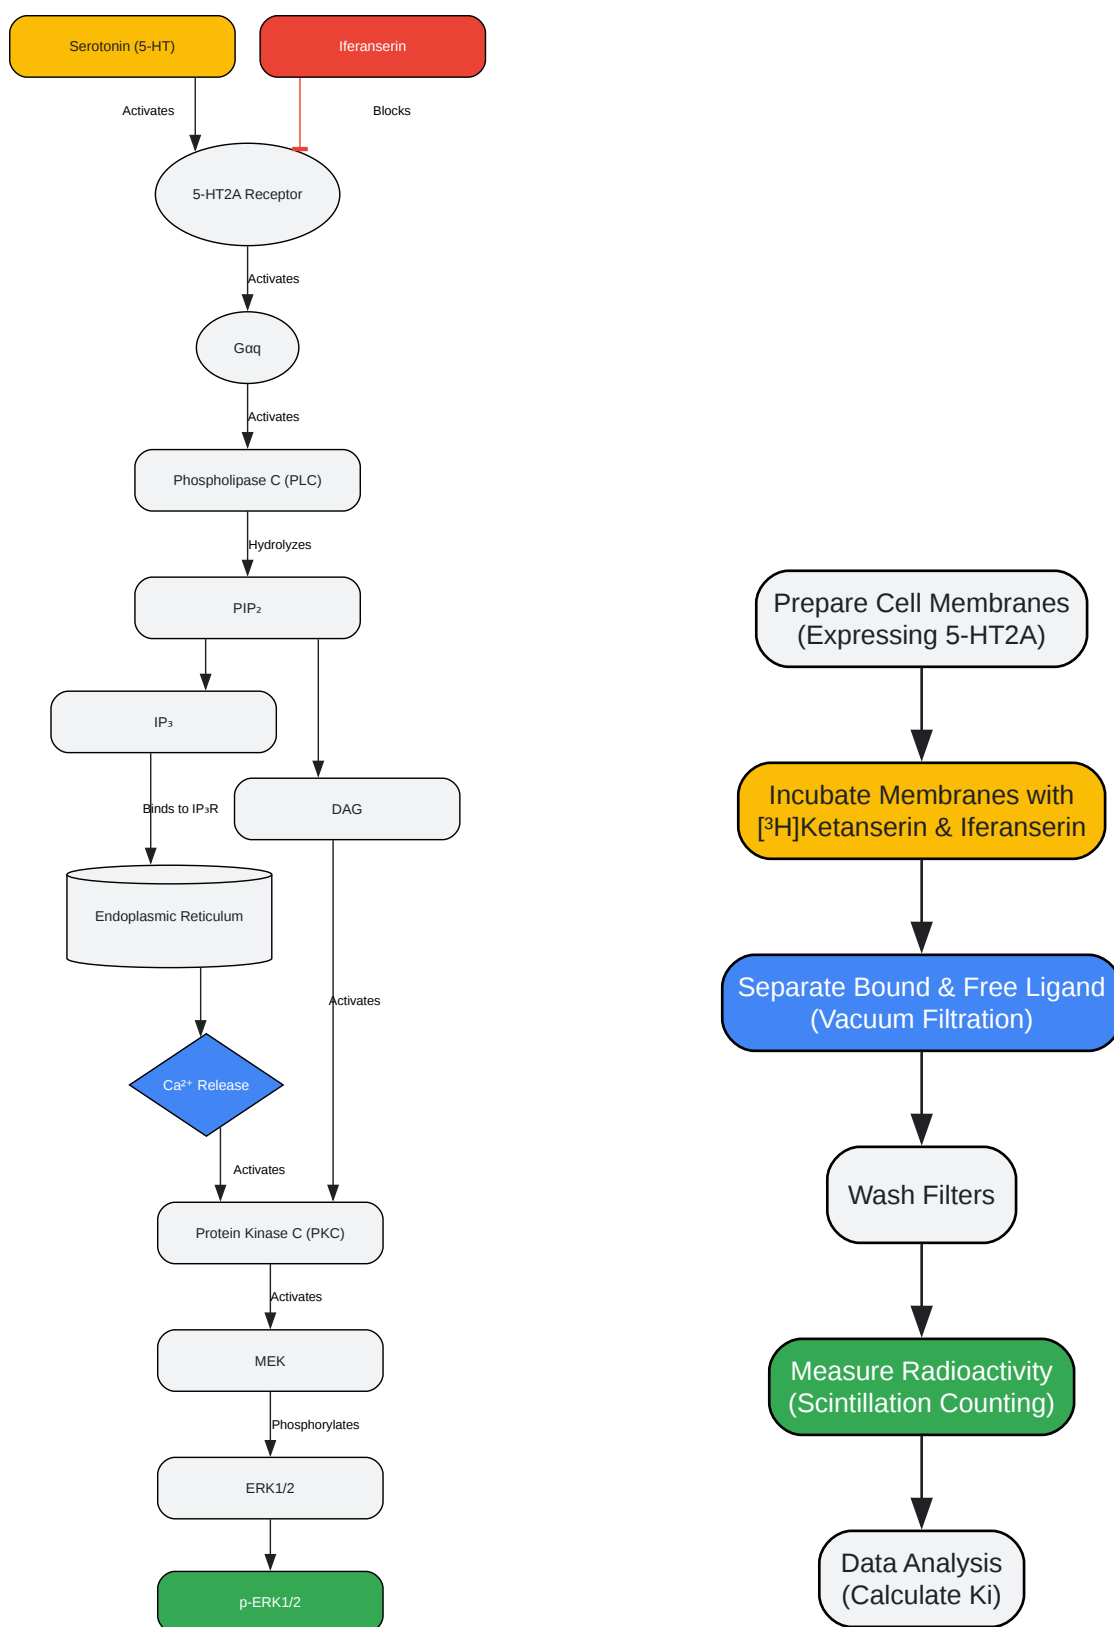 Serotonin (5-HT)
Iferanserin
Activates
Blocks
5-HT2A Receptor
Activates
Gαq
Activates
Phospholipase C (PLC)
Hydrolyzes
PIP₂
IP₃
Binds to IP₃R
DAG
Endoplasmic Reticulum
Activates
Ca²⁺ Release
Activates
Protein Kinase C (PKC)
Activates
MEK
Phosphorylates
ERK1/2
p-ERK1/2
Prepare Cell Membranes
(Expressing 5-HT2A)
Incubate Membranes with
[³H]Ketanserin & Iferanserin
Separate Bound & Free Ligand
(Vacuum Filtration)
Wash Filters
Measure Radioactivity
(Scintillation Counting)
Data Analysis
(Calculate Ki)